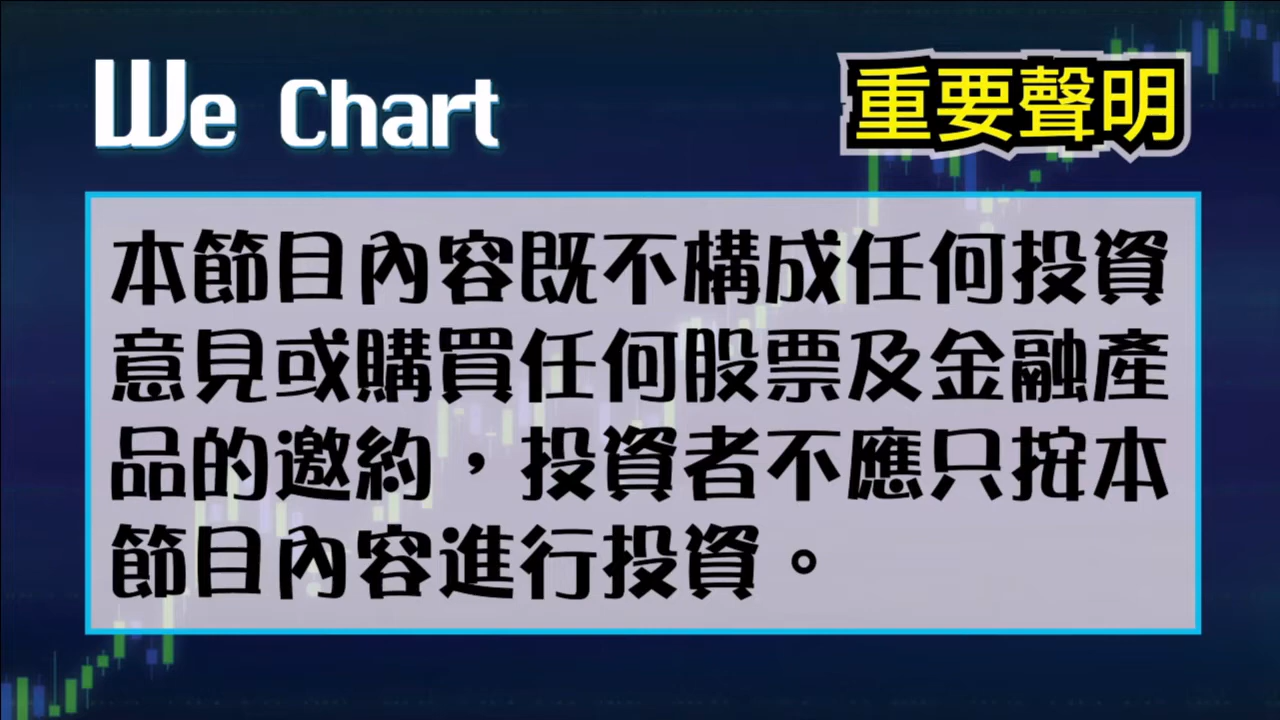 We Chart
重要聲明
本節目內容既不構成任何投資
意見或購買任何股票及金融產
品的邀約，投資者不應只按本
節目內容進行投資。